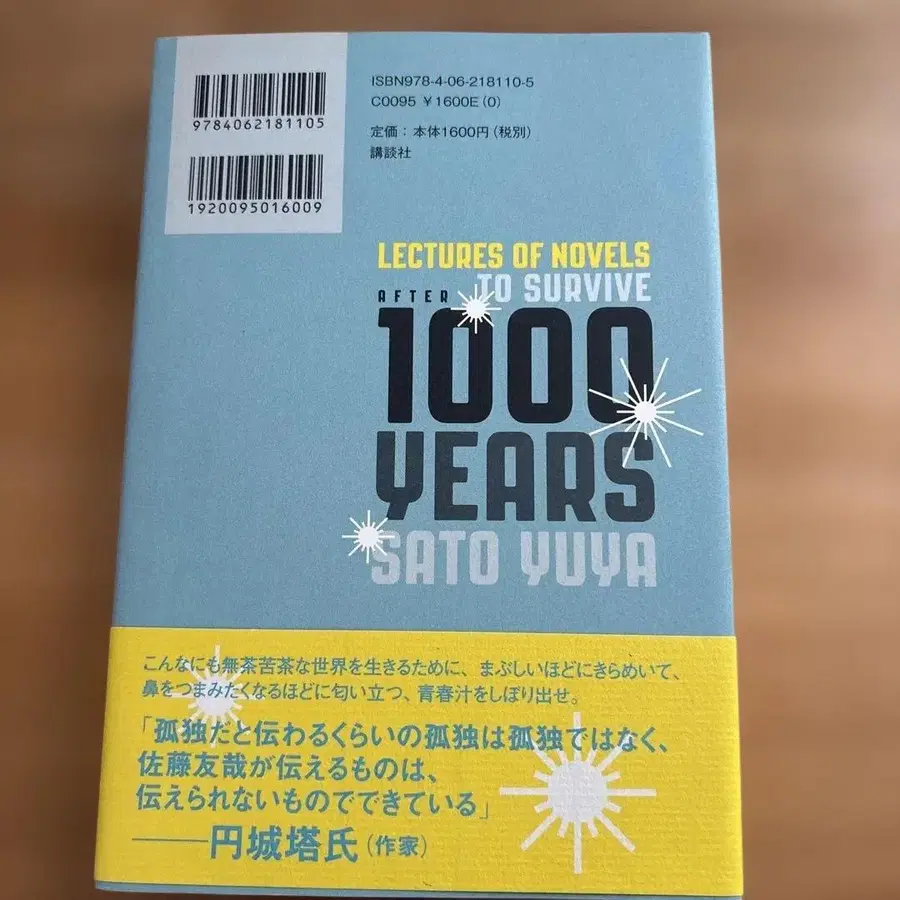 9784062181105
1920095016009
ISBN978-4-06-218110-5
C0095 ¥1600E(0)
定価：本体1600円(税別)
講談社
LECTURES OF NOVELS
TO SURVIVE
AFTER
1000
YEARS
SATO YUYA
こんなにも無茶苦茶な世界を生きるために、まぶしいほどにきらめいて、
鼻をつまみたくなるほどに匂い立つ、青春汁をしぼり出せ。
「孤独だと伝わるくらいの孤独は孤独ではなく、
佐藤友哉が伝えるものは、
伝えられないものでできている」
——円城塔氏(作家)